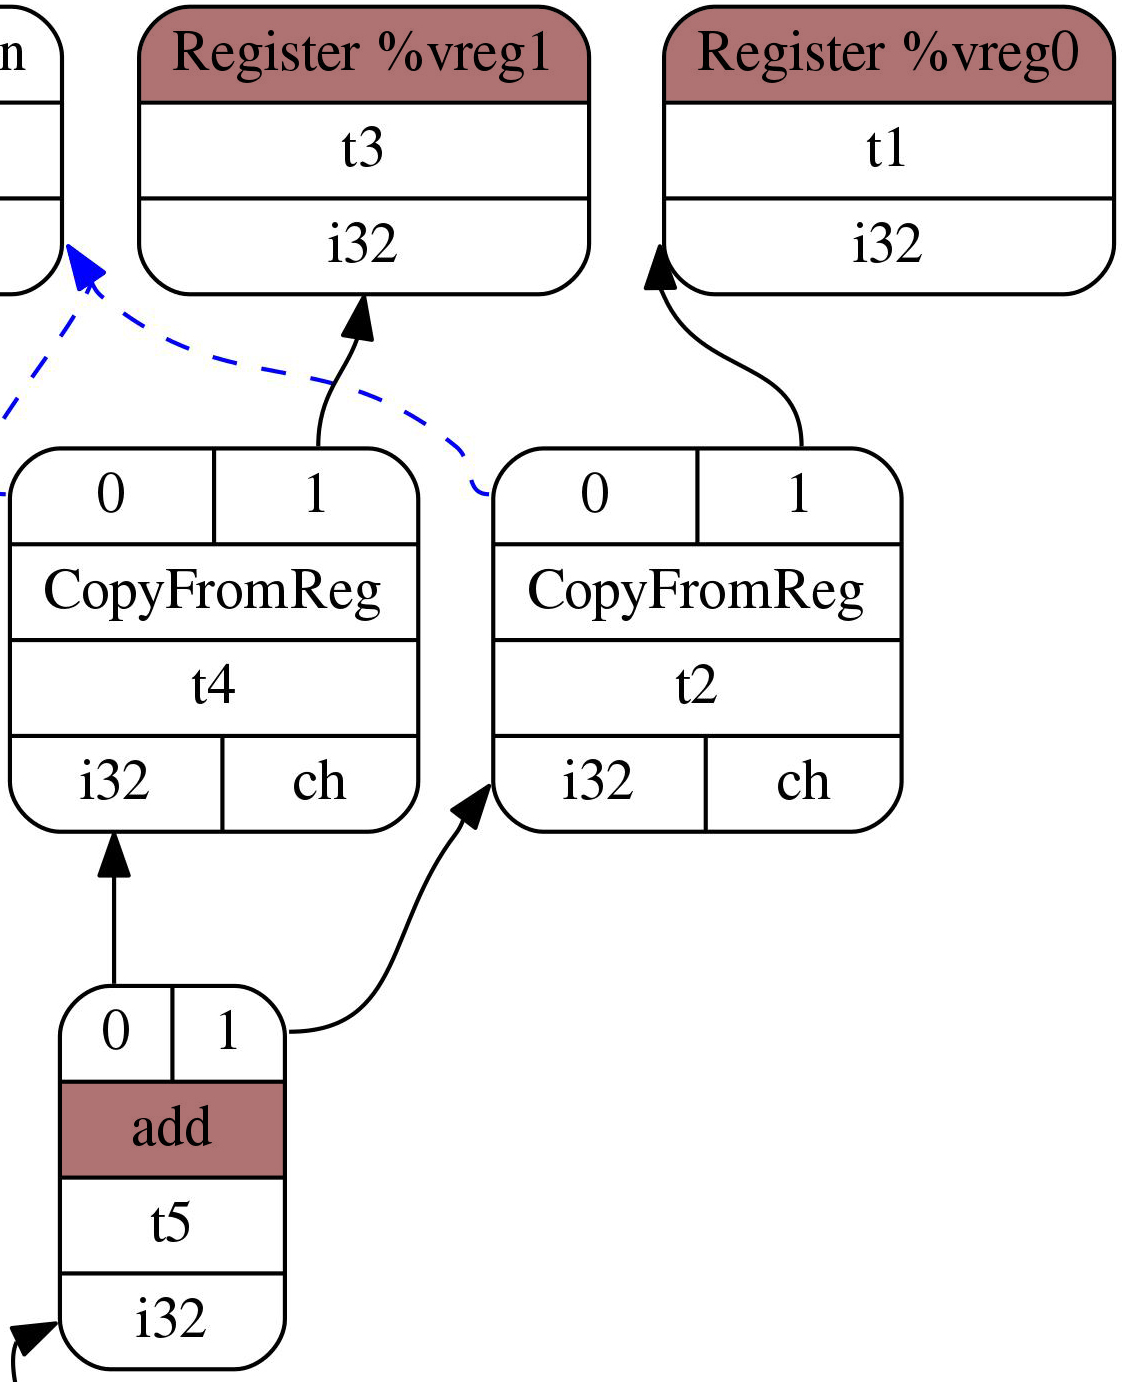 n
Register %vreg1
t3
i32
Register %vreg0
t1
i32
0 1
CopyFromReg
t4
i32 ch
0 1
CopyFromReg
t2
i32 ch
0 1
add
t5
i32